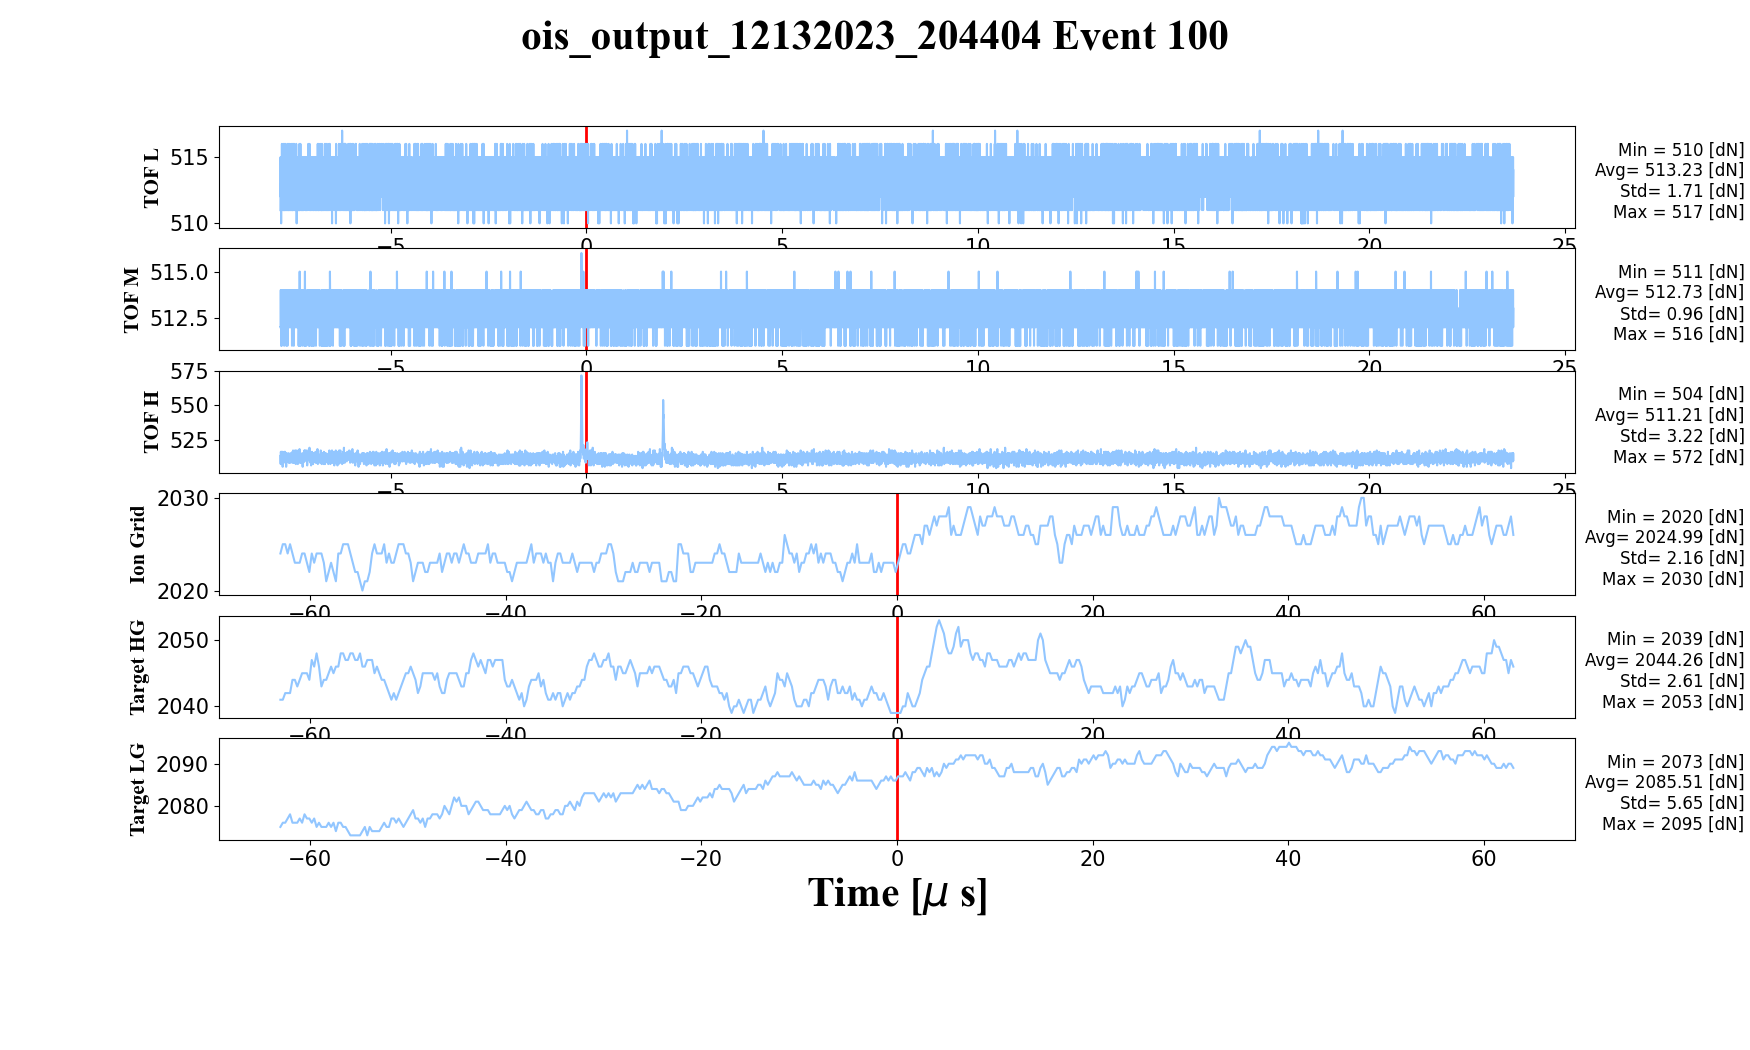 ois_output_12132023_204404 Event 100
TOF L
515
510
Min = 510 [dN]
Avg= 513.23 [dN]
Std= 1.71 [dN]
Max = 517 [dN]
−5 0 5 10 15 20 25
TOF M
515.0
512.5
Min = 511 [dN]
Avg= 512.73 [dN]
Std= 0.96 [dN]
Max = 516 [dN]
−5 0 5 10 15 20 25
TOF H
575
550
525
Min = 504 [dN]
Avg= 511.21 [dN]
Std= 3.22 [dN]
Max = 572 [dN]
−5 0 5 10 15 20 25
Ion Grid
2030
2020
Min = 2020 [dN]
Avg= 2024.99 [dN]
Std= 2.16 [dN]
Max = 2030 [dN]
−60 −40 −20 0 20 40 60
Target HG
2050
2040
Min = 2039 [dN]
Avg= 2044.26 [dN]
Std= 2.61 [dN]
Max = 2053 [dN]
−60 −40 −20 0 20 40 60
Target LG
2090
2080
Min = 2073 [dN]
Avg= 2085.51 [dN]
Std= 5.65 [dN]
Max = 2095 [dN]
−60 −40 −20 0 20 40 60
Time [μ s]